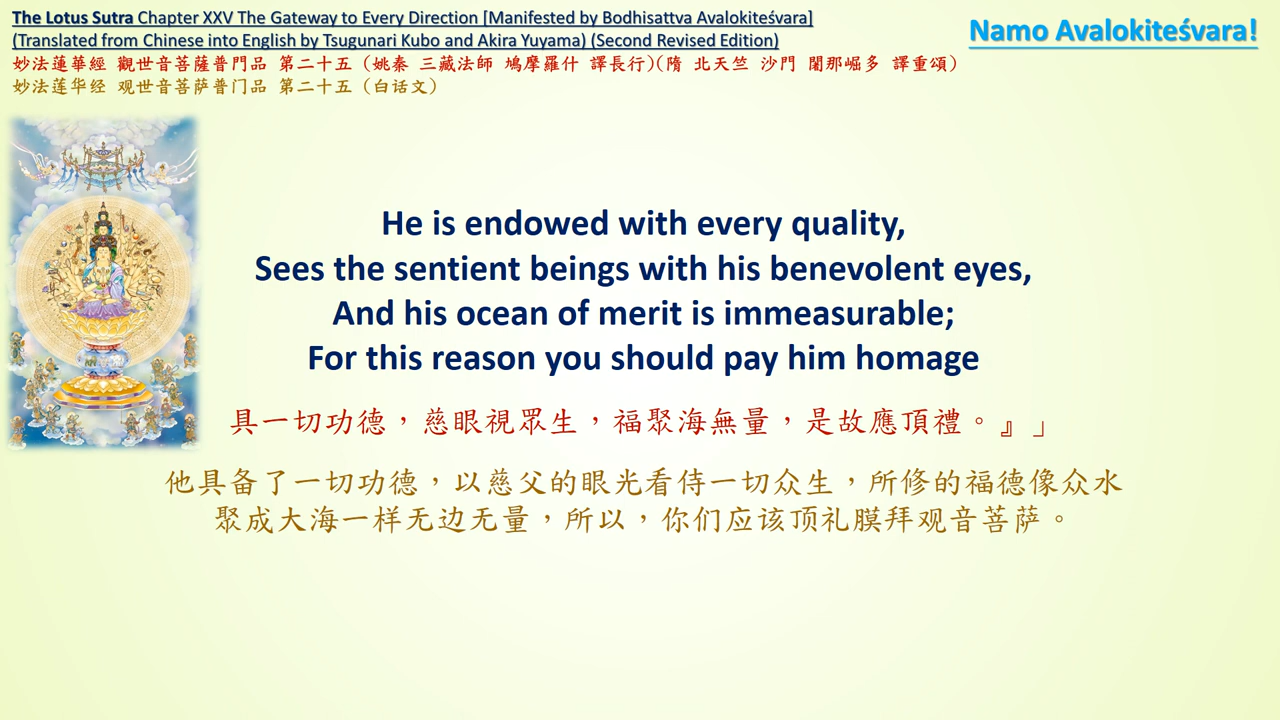 The Lotus Sutra Chapter XXV The Gateway to Every Direction [Manifested by Bodhisattva Avalokiteśvara]
(Translated from Chinese into English by Tsugunari Kubo and Akira Yuyama) (Second Revised Edition)
妙法蓮華經 觀世音菩薩普門品 第二十五 (姚秦 三藏法師 鳩摩羅什 譯長行)(隋 北天竺 沙門 闍那崛多 譯重頌)
妙法莲华经 观世音菩萨普门品 第二十五 (白话文)
Namo Avalokiteśvara!
He is endowed with every quality,
Sees the sentient beings with his benevolent eyes,
And his ocean of merit is immeasurable;
For this reason you should pay him homage
具一切功德，慈眼視眾生，福聚海無量，是故應頂禮。』」
他具备了一切功德，以慈父的眼光看待一切众生，所修的福德像众水
聚成大海一样无边无量，所以，你们应该顶礼膜拜观音菩萨。